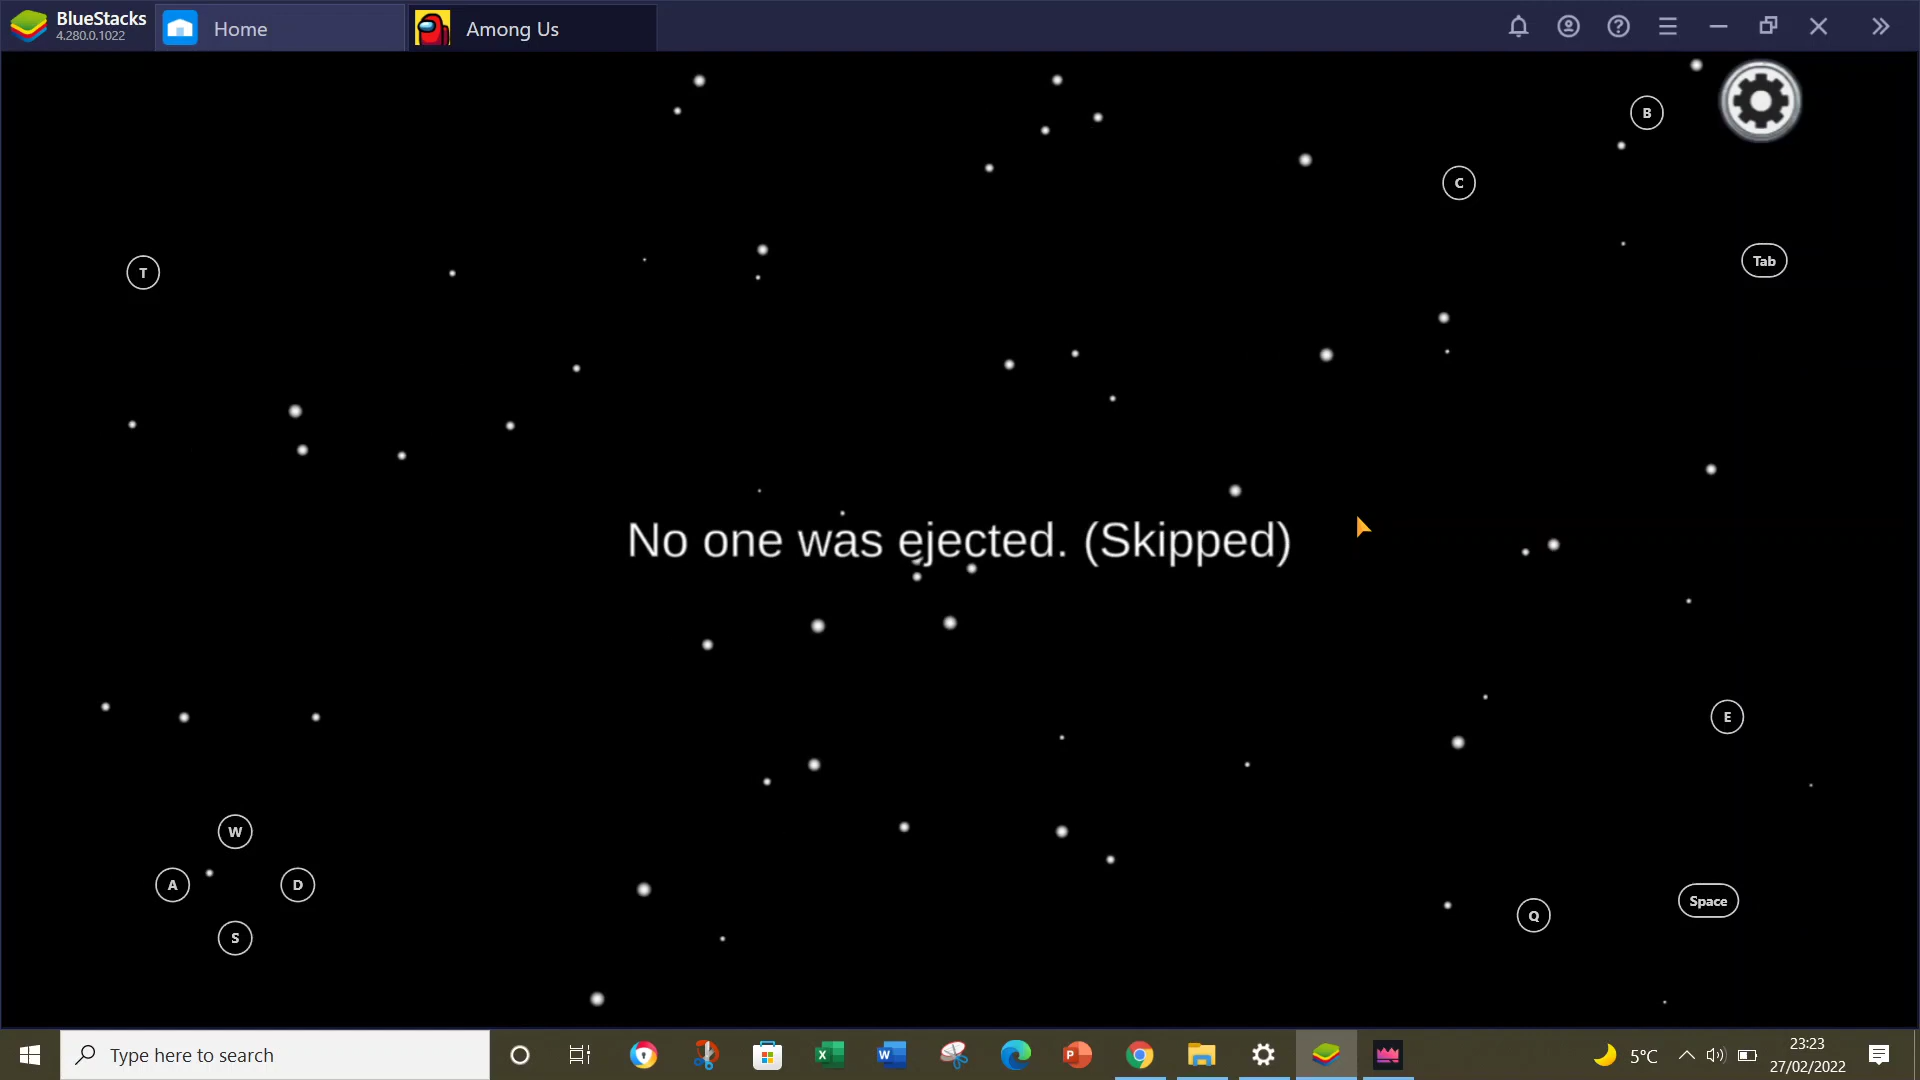 BlueStacks
4.280.0.1022
Home
Among Us
B
C
T
Tab
No one was ejected. (Skipped)
E
W
A
D
S
Q
Space
Type here to search
5°C
23:23
27/02/2022